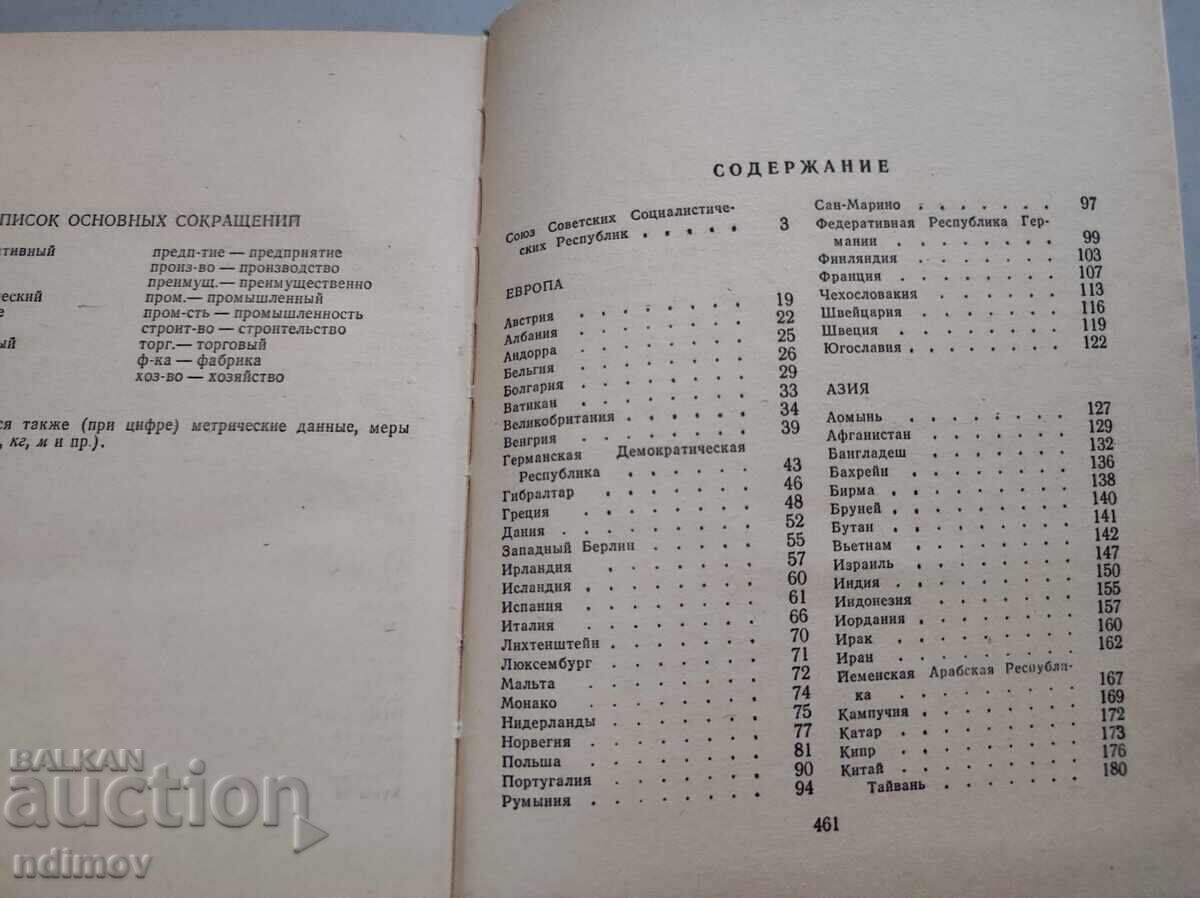 ПИСОК ОСНОВНЫХ СОКРАЩЕНИЙ
ативный
ический
е
ный
предп-тие — предприятие
произ-во — производство
преимущ.— преимущественно
пром.— промышленный
пром-сть — промышленность
строит-во — строительство
торг.— торговый
ф-ка — фабрика
хоз-во — хозяйство
ся также (при цифре) метрические данные, меры
, кг, м и пр.).
СОДЕРЖАНИЕ
Союз Советских Социалистиче-
ских Республик . . . . . 3
ЕВРОПА
Австрия . . . . . . . 19
Албания . . . . . . . 22
Андорра . . . . . . . 25
Бельгия . . . . . . . 26
Болгария . . . . . . . 29
Ватикан . . . . . . . 33
Великобритания . . . . . 34
Венгрия . . . . . . . 39
Германская Демократическая
Республика . . . . . . 43
Гибралтар . . . . . . . 46
Греция . . . . . . . 48
Дания . . . . . . . . 52
Западный Берлин . . . . . 55
Ирландия . . . . . . . 57
Исландия . . . . . . . 60
Испания . . . . . . . 61
Италия . . . . . . . 66
Лихтенштейн . . . . . . 70
Люксембург . . . . . . 71
Мальта . . . . . . . 72
Монако . . . . . . . 74
Нидерланды . . . . . . 75
Норвегия . . . . . . . 77
Польша . . . . . . . 81
Португалия . . . . . . 90
Румыния . . . . . . . 94
Сан-Марино . . . . . . 97
Федеративная Республика Гер-
мании . . . . . . . 99
Финляндия . . . . . . 103
Франция . . . . . . . 107
Чехословакия . . . . . . 113
Швейцария . . . . . . 116
Швеция . . . . . . . 119
Югославия . . . . . . 122
АЗИЯ
Аомынь . . . . . . . 127
Афганистан . . . . . . 129
Бангладеш . . . . . . 132
Бахрейн . . . . . . . 136
Бирма . . . . . . . . 138
Бруней . . . . . . . 140
Бутан . . . . . . . . 141
Вьетнам . . . . . . . 142
Израиль . . . . . . . 147
Индия . . . . . . . . 150
Индонезия . . . . . . 155
Иордания . . . . . . . 157
Ирак . . . . . . . . 160
Иран . . . . . . . . 162
Йеменская Арабская Республи-
ка . . . . . . . . 167
Кампучия . . . . . . . 169
Катар . . . . . . . . 172
Кипр . . . . . . . . 173
Китай . . . . . . . . 176
Тайвань . . . . . . 180
461
BALKAN
auction
ndimov